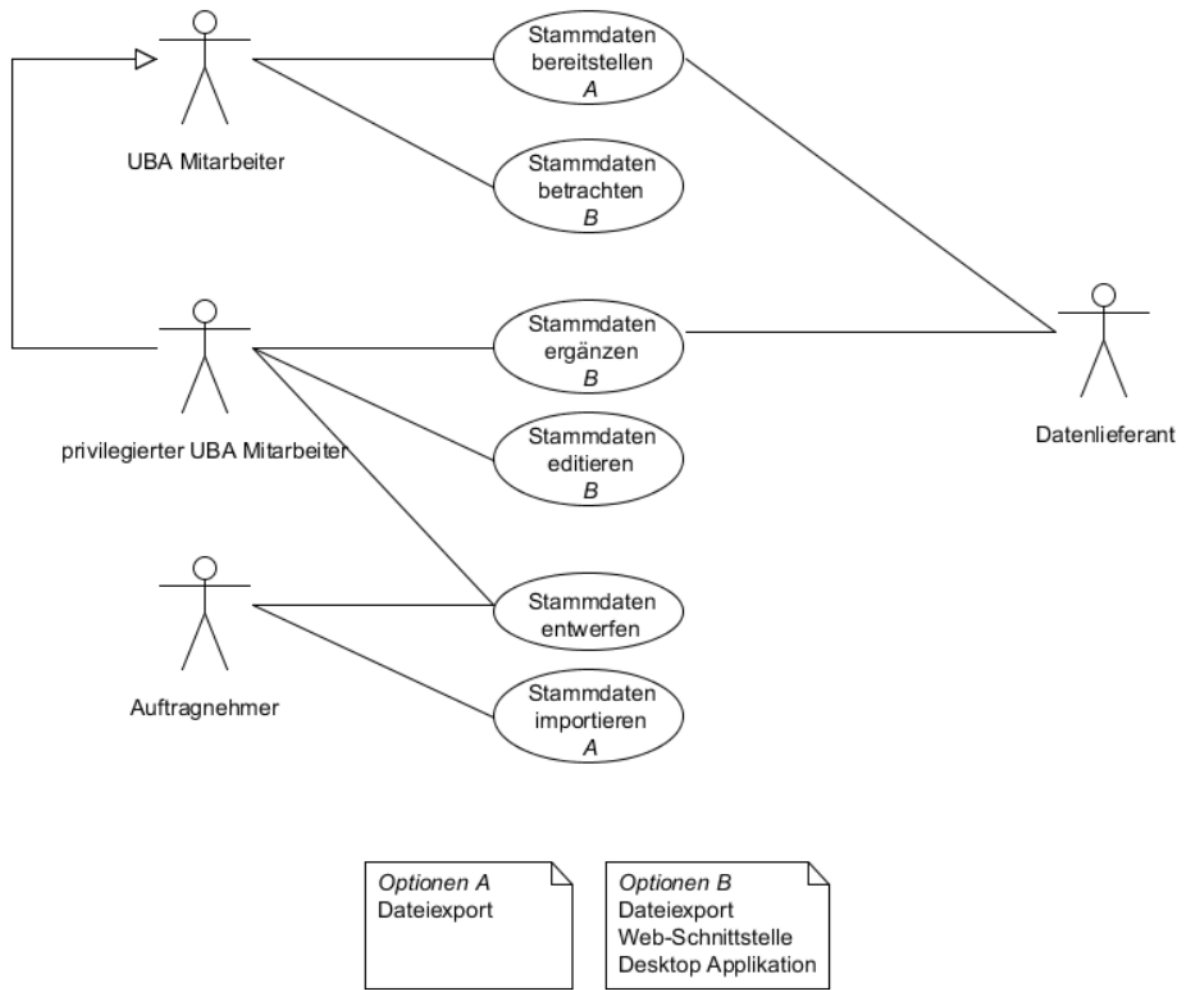 Stammdaten
bereitstellen
A
UBA Mitarbeiter
Stammdaten
betrachten
B
Stammdaten
ergänzen
B
privilegierter UBA Mitarbeiter
Stammdaten
editieren
B
Datenlieferant
Stammdaten
entwerfen
Auftragnehmer
Stammdaten
importieren
A
Optionen A
Dateiexport
Optionen B
Dateiexport
Web-Schnittstelle
Desktop Applikation